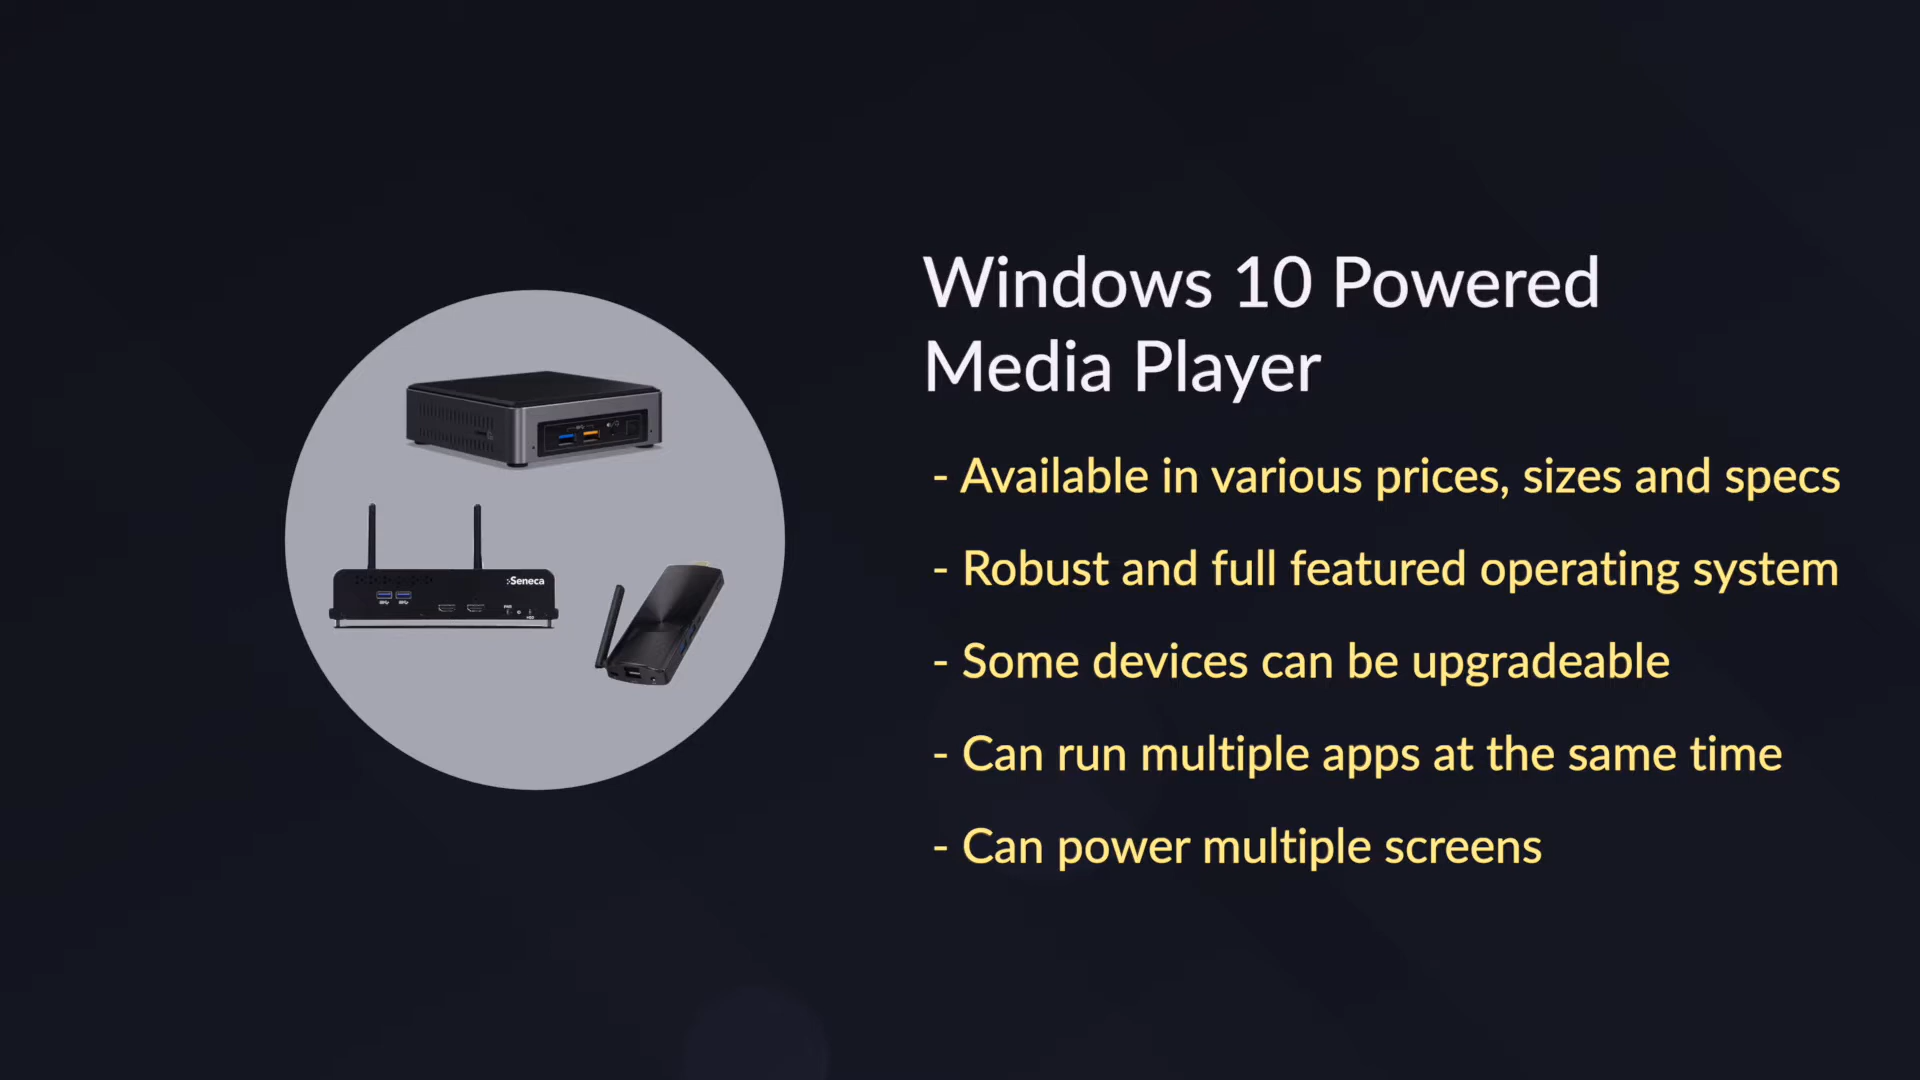 Windows 10 Powered
Media Player
- Available in various prices, sizes and specs
- Robust and full featured operating system
- Some devices can be upgradeable
- Can run multiple apps at the same time
- Can power multiple screens
Seneca